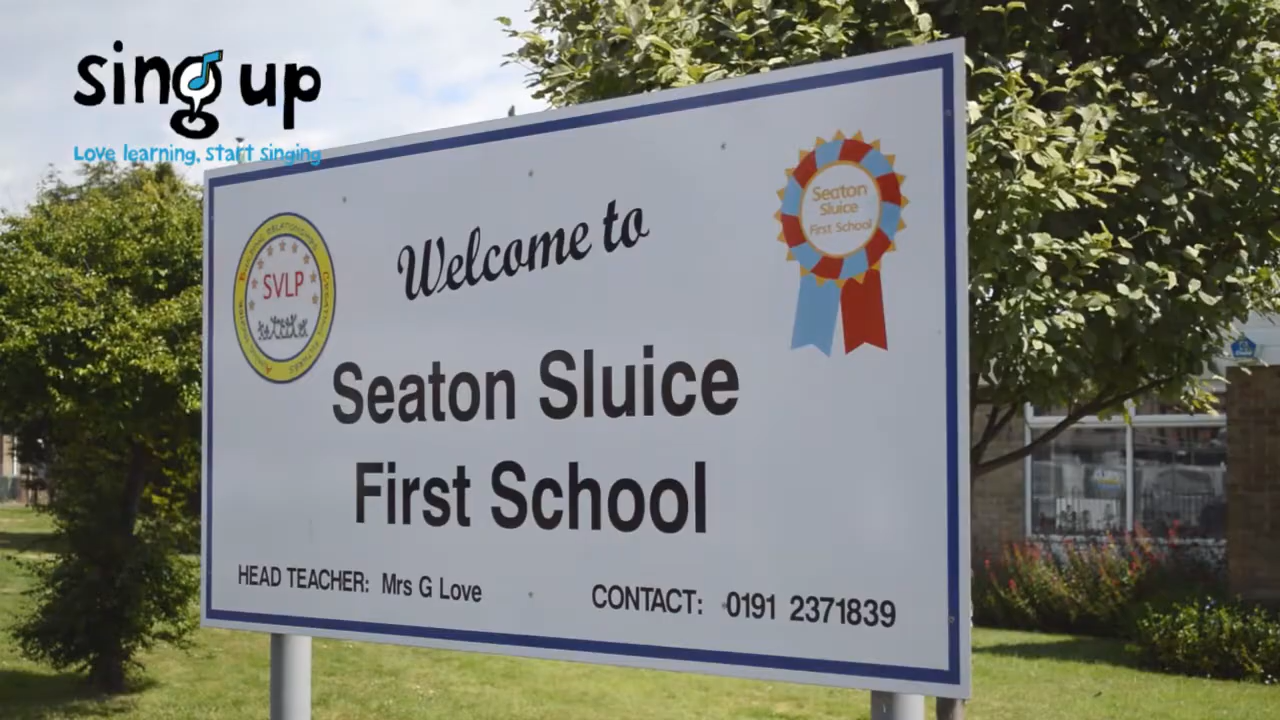 sing up
Love learning, start singing
Welcome to
Seaton
Sluice
First School
SVLP
Seaton Sluice
First School
HEAD TEACHER: Mrs G Love
CONTACT: 0191 2371839